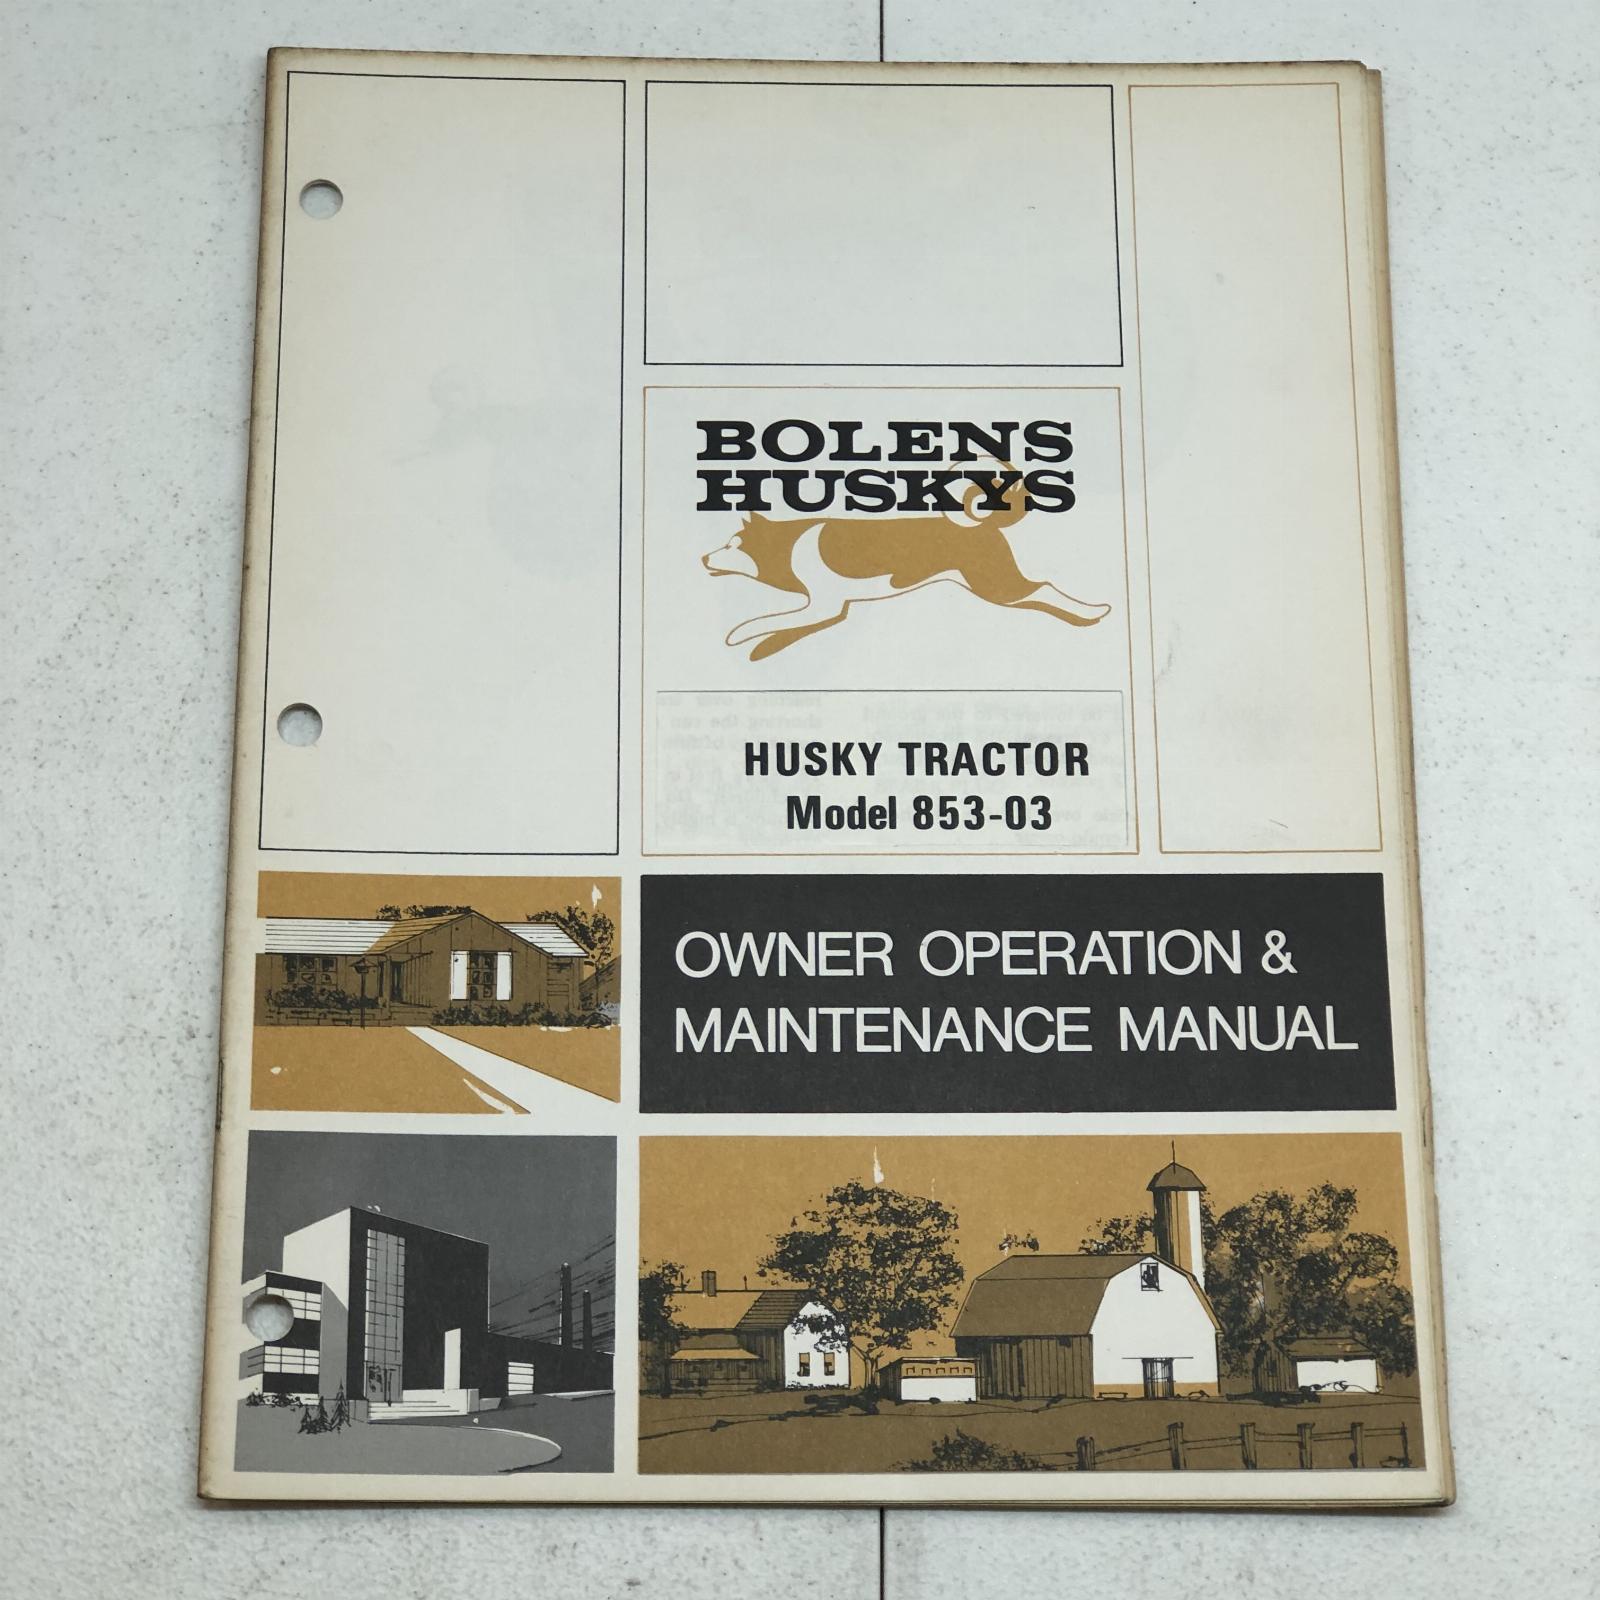 BOLENS
HUSKYS
HUSKY TRACTOR
Model 853-03
OWNER OPERATION &
MAINTENANCE MANUAL